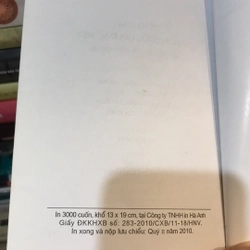 In 3000 cuốn, khổ 13 x 19 cm, tại Công ty TNHH in Hà Anh
Giấy ĐKKHXB số: 283-2010/CXB/11-18/HNV.
In xong và nộp lưu chiểu: Quý II năm 2010.